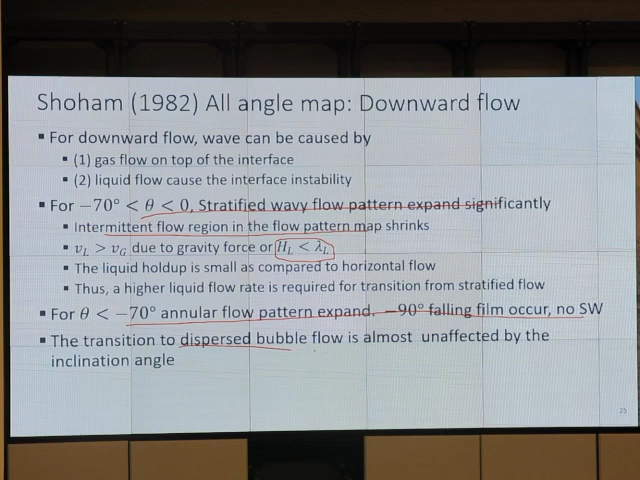 Shoham (1982) All angle map: Downward flow
▪ For downward flow, wave can be caused by
▪ (1) gas flow on top of the interface
▪ (2) liquid flow cause the interface instability
▪ For −70° < θ < 0, Stratified wavy flow pattern expand significantly
▪ Intermittent flow region in the flow pattern map shrinks
▪ v_L > v_G due to gravity force or H_L < λ_L
▪ The liquid holdup is small as compared to horizontal flow
▪ Thus, a higher liquid flow rate is required for transition from stratified flow
▪ For θ < −70° annular flow pattern expand. −90° falling film occur, no SW
▪ The transition to dispersed bubble flow is almost unaffected by the
inclination angle
25